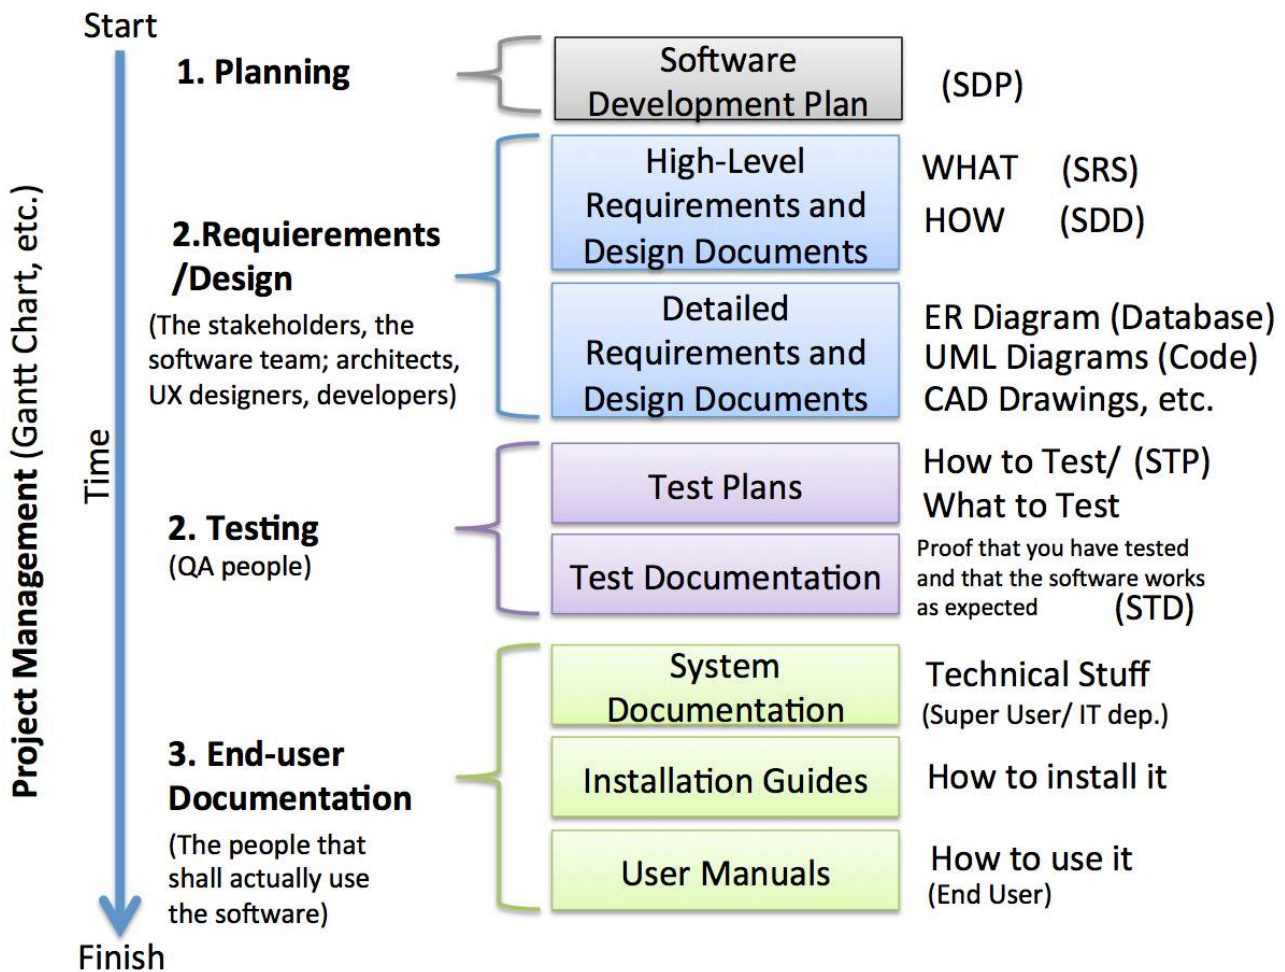 Start
Project Management (Gantt Chart, etc.)
Time
Finish
1. Planning
Software
Development Plan
(SDP)
2.Requierements
/Design
(The stakeholders, the
software team; architects,
UX designers, developers)
High-Level
Requirements and
Design Documents
WHAT (SRS)
HOW (SDD)
Detailed
Requirements and
Design Documents
ER Diagram (Database)
UML Diagrams (Code)
CAD Drawings, etc.
2. Testing
(QA people)
Test Plans
How to Test/ (STP)
What to Test
Test Documentation
Proof that you have tested
and that the software works
as expected (STD)
3. End-user
Documentation
(The people that
shall actually use
the software)
System
Documentation
Technical Stuff
(Super User/ IT dep.)
Installation Guides
How to install it
User Manuals
How to use it
(End User)